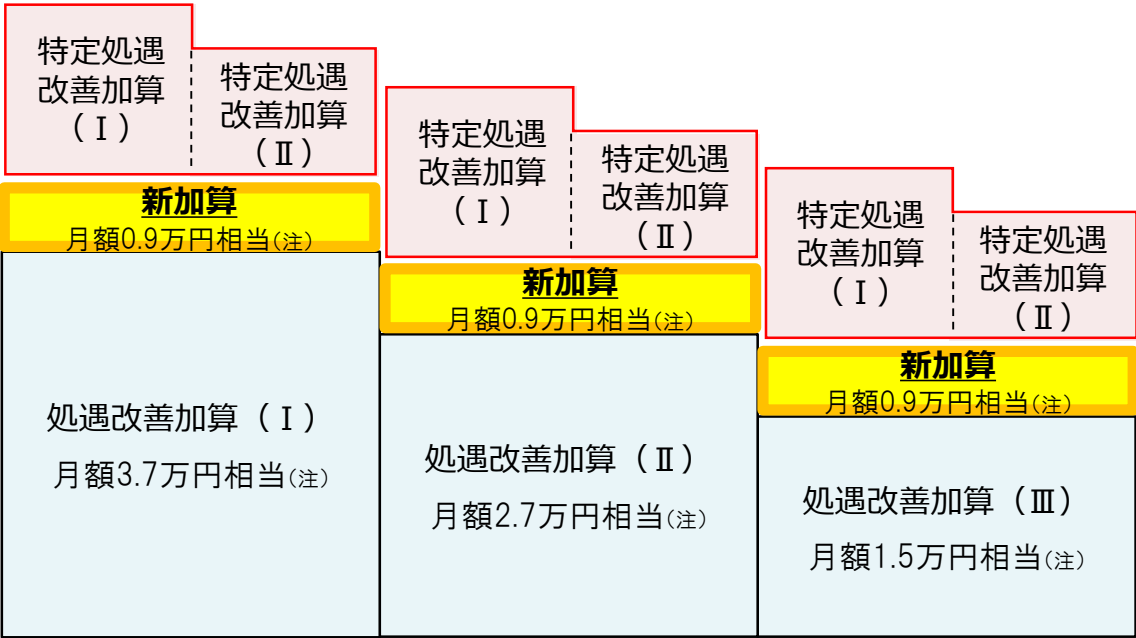 特定処遇
改善加算
（Ⅰ）
特定処遇
改善加算
（Ⅱ）
新加算
月額0.9万円相当(注)
処遇改善加算（Ⅰ）
月額3.7万円相当(注)
特定処遇
改善加算
（Ⅰ）
特定処遇
改善加算
（Ⅱ）
新加算
月額0.9万円相当(注)
処遇改善加算（Ⅱ）
月額2.7万円相当(注)
特定処遇
改善加算
（Ⅰ）
特定処遇
改善加算
（Ⅱ）
新加算
月額0.9万円相当(注)
処遇改善加算（Ⅲ）
月額1.5万円相当(注)